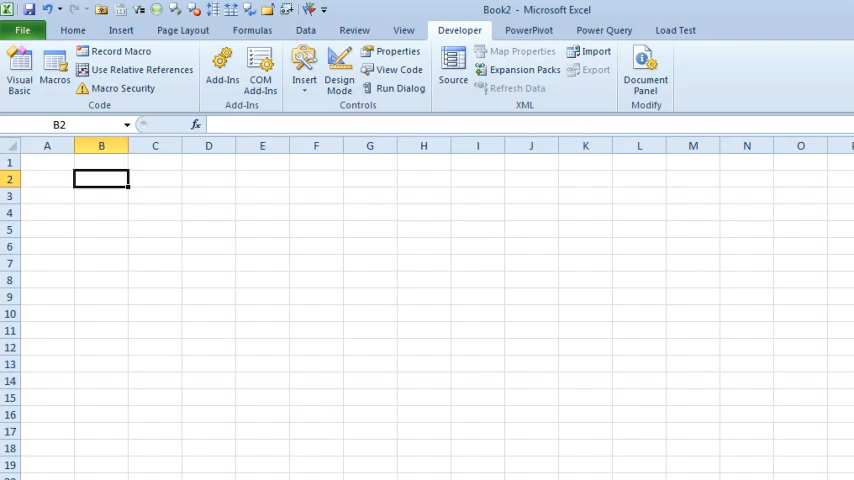 Book2 - Microsoft Excel
File Home Insert Page Layout Formulas Data Review View Developer PowerPivot Power Query Load Test
Record Macro Properties Map Properties Import
Use Relative References View Code Expansion Packs Export
Macro Security Run Dialog Refresh Data
Visual Basic Macros Add-Ins COM Add-Ins Insert Design Mode Source Document Panel
Code Add-Ins Controls XML Modify
B2 fx
A B C D E F G H I J K L M N O
1
2
3
4
5
6
7
8
9
10
11
12
13
14
15
16
17
18
19